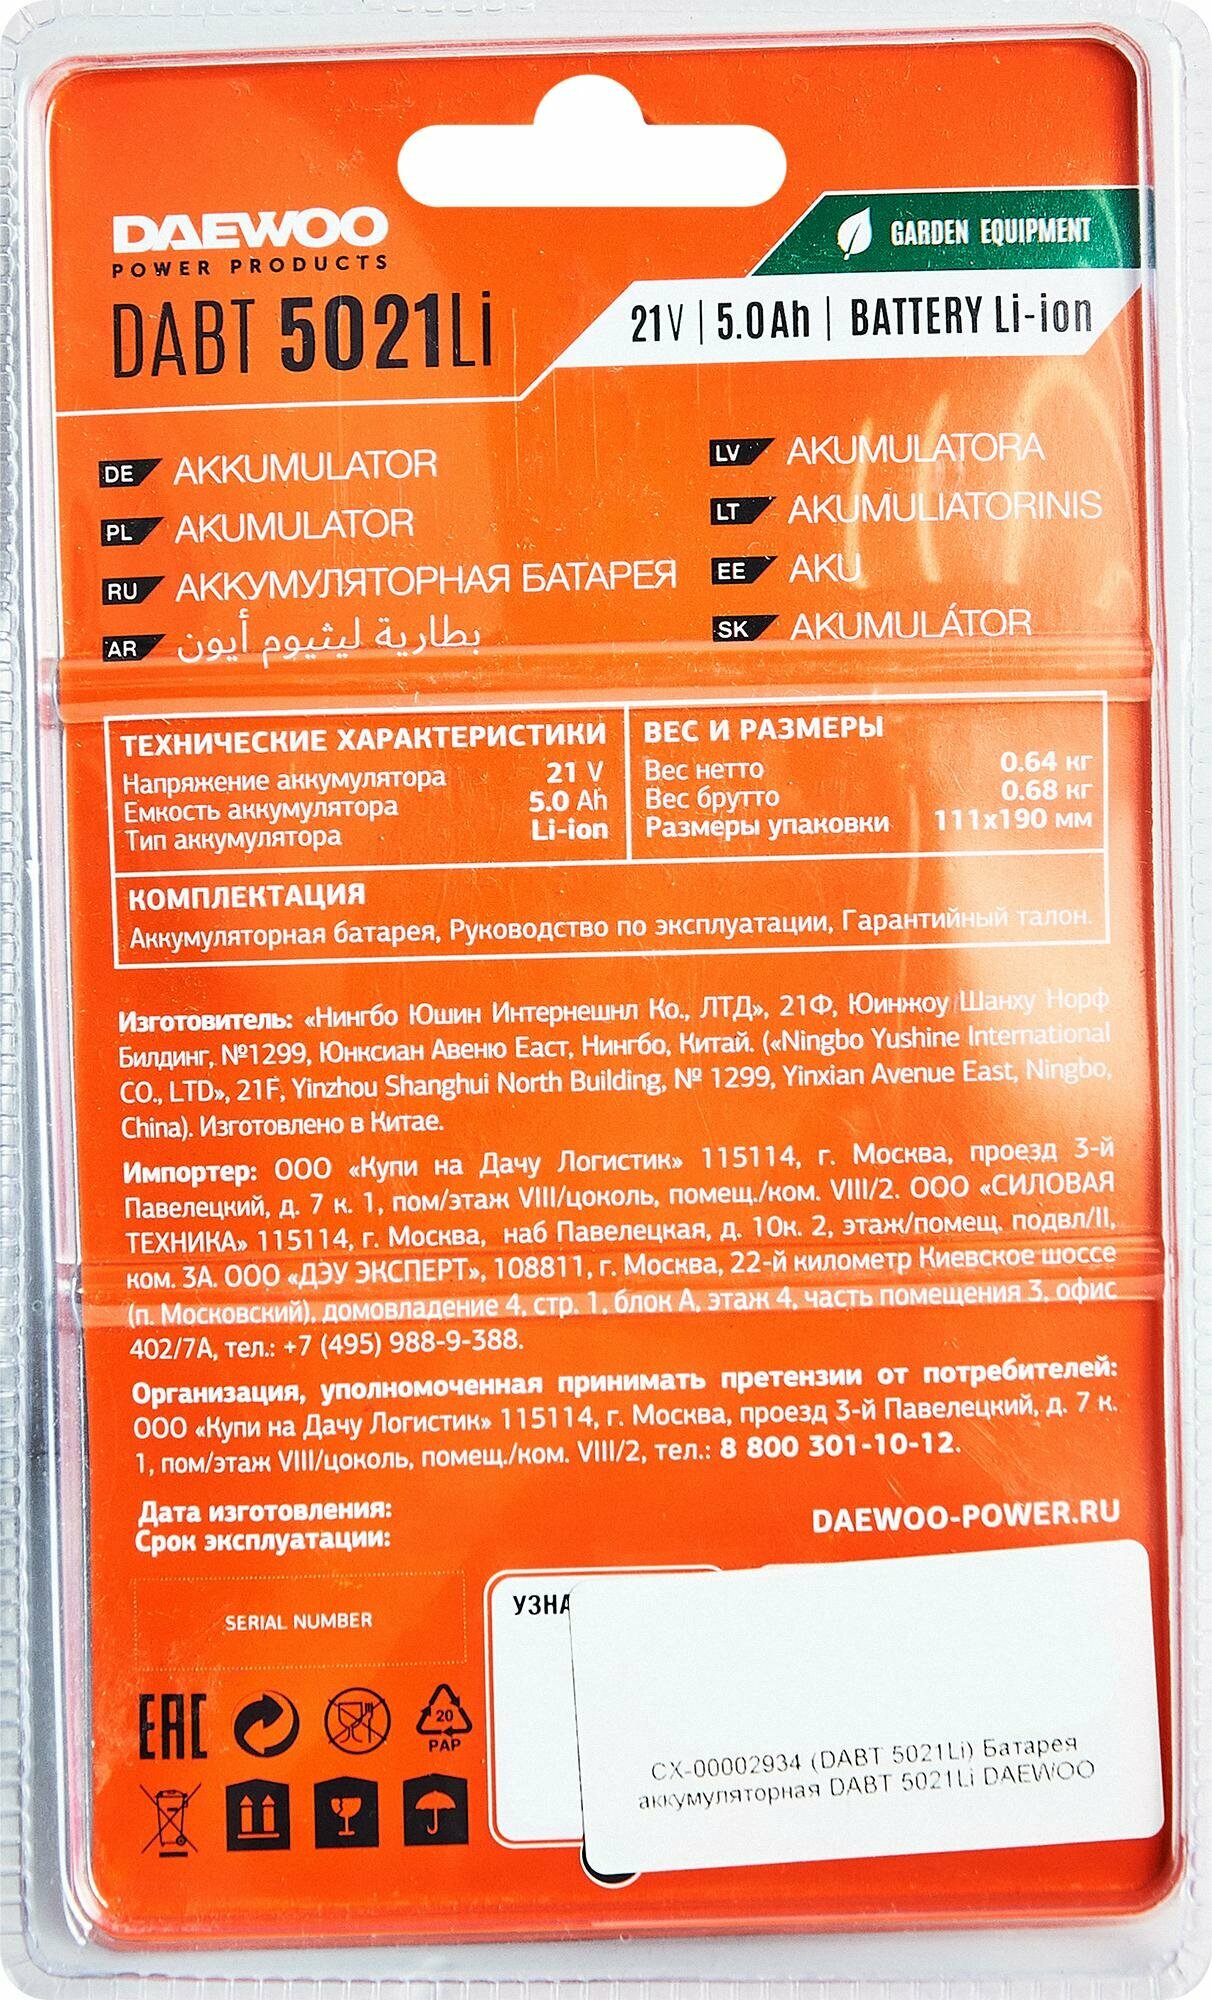 DAEWOO
POWER PRODUCTS
DABT 5021Li
GARDEN EQUIPMENT
21V | 5.0Ah | BATTERY Li-ion
DE AKKUMULATOR
PL AKUMULATOR
RU АККУМУЛЯТОРНАЯ БАТАРЕЯ
AR بطارية ليثيوم أيون
LV AKUMULATORA
LT AKUMULIATORINIS
EE AKU
SK AKUMULÁTOR
ТЕХНИЧЕСКИЕ ХАРАКТЕРИСТИКИ
Напряжение аккумулятора 21 V
Емкость аккумулятора 5.0 Ah
Тип аккумулятора Li-ion
ВЕС И РАЗМЕРЫ
Вес нетто 0.64 кг
Вес брутто 0.68 кг
Размеры упаковки 111x190 мм
КОМПЛЕКТАЦИЯ
Аккумуляторная батарея, Руководство по эксплуатации, Гарантийный талон.
Изготовитель: «Нингбо Юшин Интернешнл Ко., ЛТД», 21Ф, Юинжоу Шанху Норф
Билдинг, №1299, Юнксиан Авеню Еаст, Нингбо, Китай. («Ningbo Yushine International
CO., LTD», 21F, Yinzhou Shanghui North Building, № 1299, Yinxian Avenue East, Ningbo,
China). Изготовлено в Китае.
Импортер: ООО «Купи на Дачу Логистик» 115114, г. Москва, проезд 3-й
Павелецкий, д. 7 к. 1, пом/этаж VIII/цоколь, помещ./ком. VIII/2. ООО «СИЛОВАЯ
ТЕХНИКА» 115114, г. Москва, наб Павелецкая, д. 10к. 2, этаж/помещ. подвл/II,
ком. 3А. ООО «ДЭУ ЭКСПЕРТ», 108811, г. Москва, 22-й километр Киевское шоссе
(п. Московский), домовладение 4, стр. 1, блок А, этаж 4, часть помещения 3, офис
402/7А, тел.: +7 (495) 988-9-388.
Организация, уполномоченная принимать претензии от потребителей:
ООО «Купи на Дачу Логистик» 115114, г. Москва, проезд 3-й Павелецкий, д. 7 к.
1, пом/этаж VIII/цоколь, помещ./ком. VIII/2, тел.: 8 800 301-10-12.
Дата изготовления:
Срок эксплуатации:
DAEWOO-POWER.RU
SERIAL NUMBER
УЗНА
EAC
20
PAP
CX-00002934 (DABT 5021Li) Батарея
аккумуляторная DABT 5021Li DAEWOO